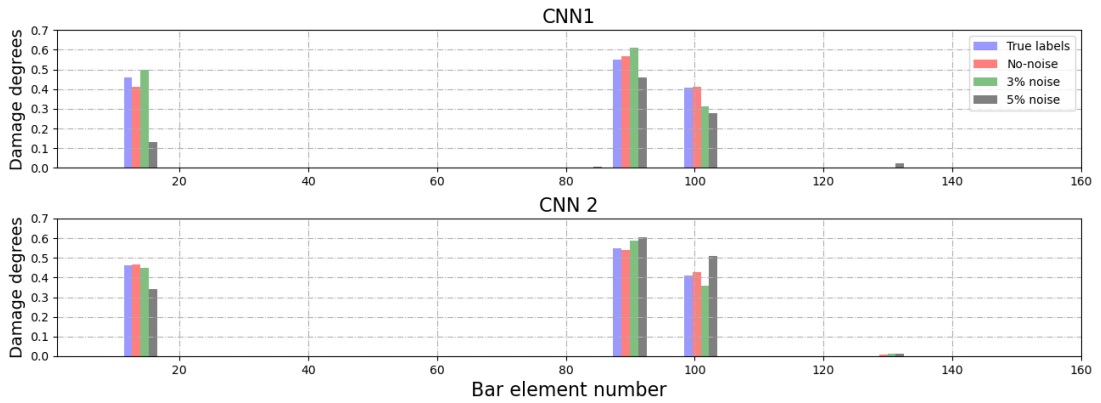 CNN1
Damage degrees
0.7
0.6
0.5
0.4
0.3
0.2
0.1
0.0
True labels
No-noise
3% noise
5% noise
20 40 60 80 100 120 140 160
CNN 2
Damage degrees
0.7
0.6
0.5
0.4
0.3
0.2
0.1
0.0
20 40 60 80 100 120 140 160
Bar element number